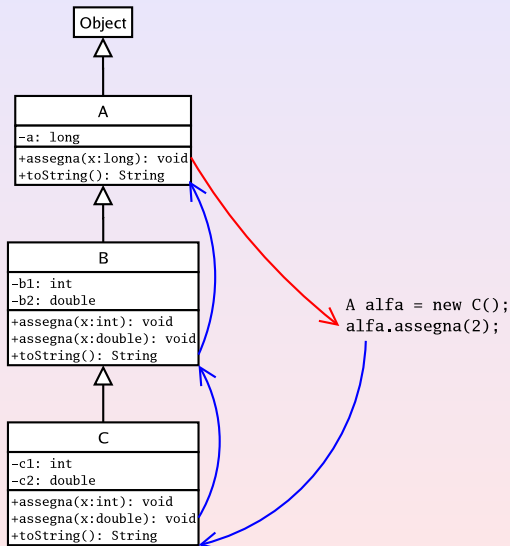 Object
A
-a: long
+assegna(x:long): void
+toString(): String
B
-b1: int
-b2: double
+assegna(x:int): void
+assegna(x:double): void
+toString(): String
A alfa = new C();
alfa.assegna(2);
C
-c1: int
-c2: double
+assegna(x:int): void
+assegna(x:double): void
+toString(): String